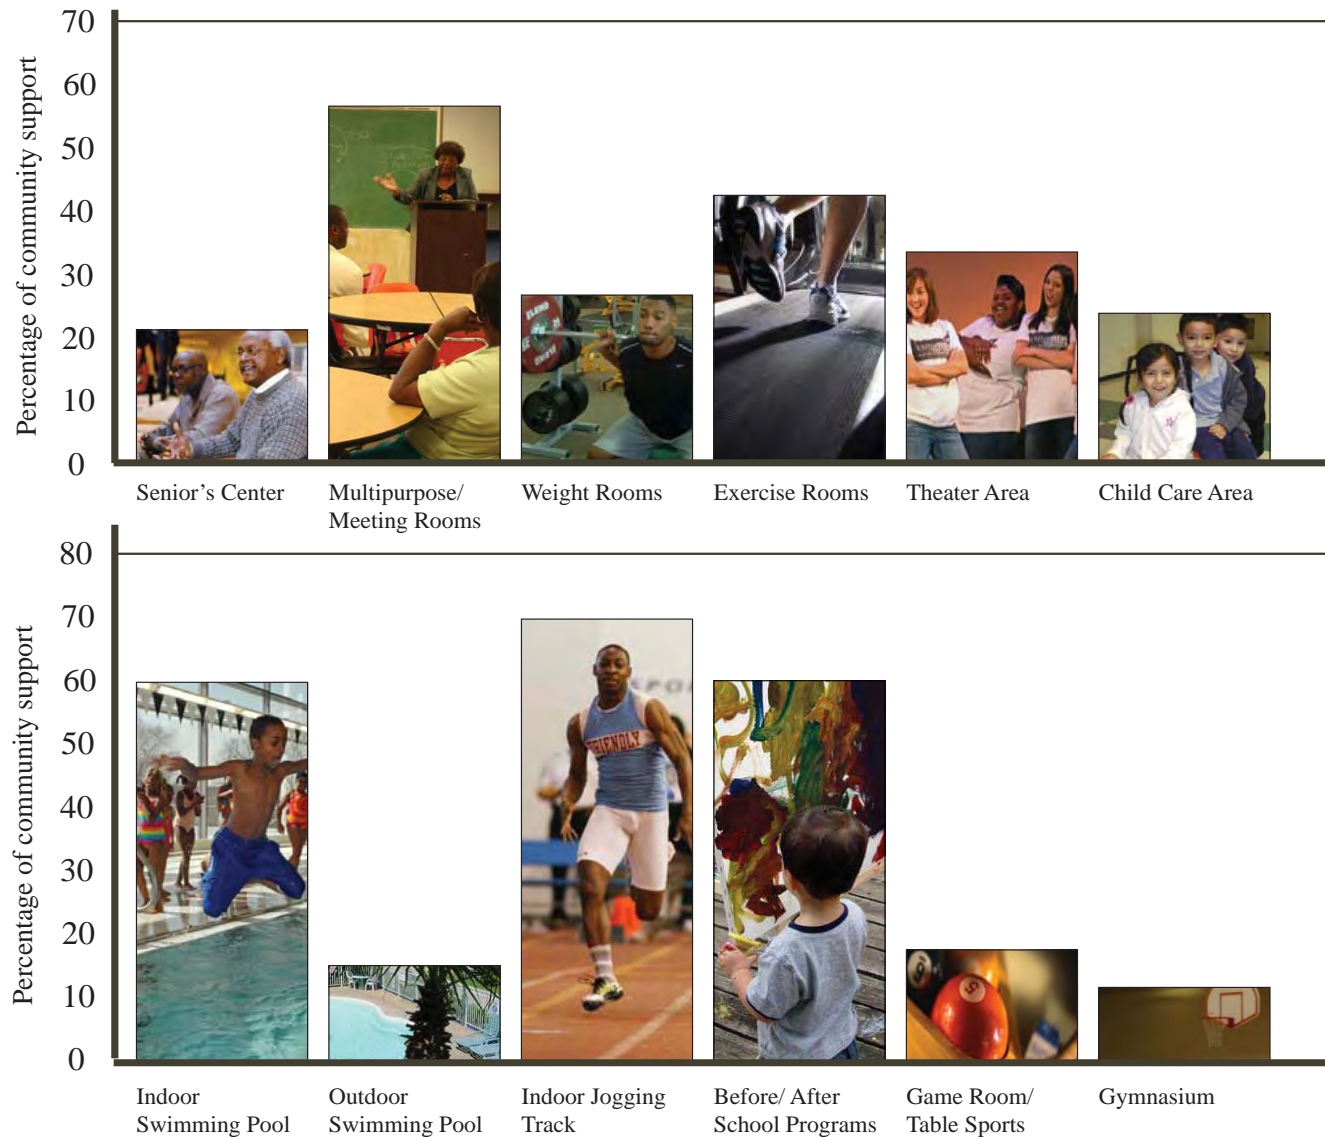 70
60
50
40
30
20
10
0
Percentage of community support
Senior's Center
Multipurpose/
Meeting Rooms
Weight Rooms
Exercise Rooms
Theater Area
Child Care Area
80
70
60
50
40
30
20
10
0
Percentage of community support
FRIENDLY
5
Indoor
Swimming Pool
Outdoor
Swimming Pool
Indoor Jogging
Track
Before/ After
School Programs
Game Room/
Table Sports
Gymnasium